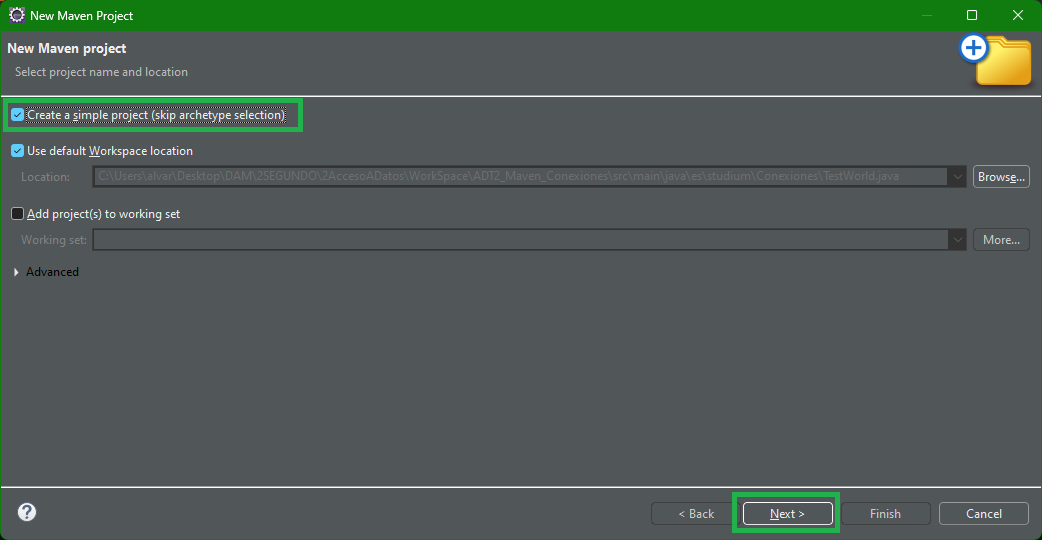 New Maven Project
New Maven project
Select project name and location
Create a simple project (skip archetype selection)
Use default Workspace location
Location: C:\Users\alvar\Desktop\DAM\2SEGUNDO\2AccesoADatos\WorkSpace\ADT2_Maven_Conexiones\src\main\java\es\studium\Conexiones\TestWorld.java Browse...
Add project(s) to working set
Working set: More...
Advanced
? < Back Next > Finish Cancel